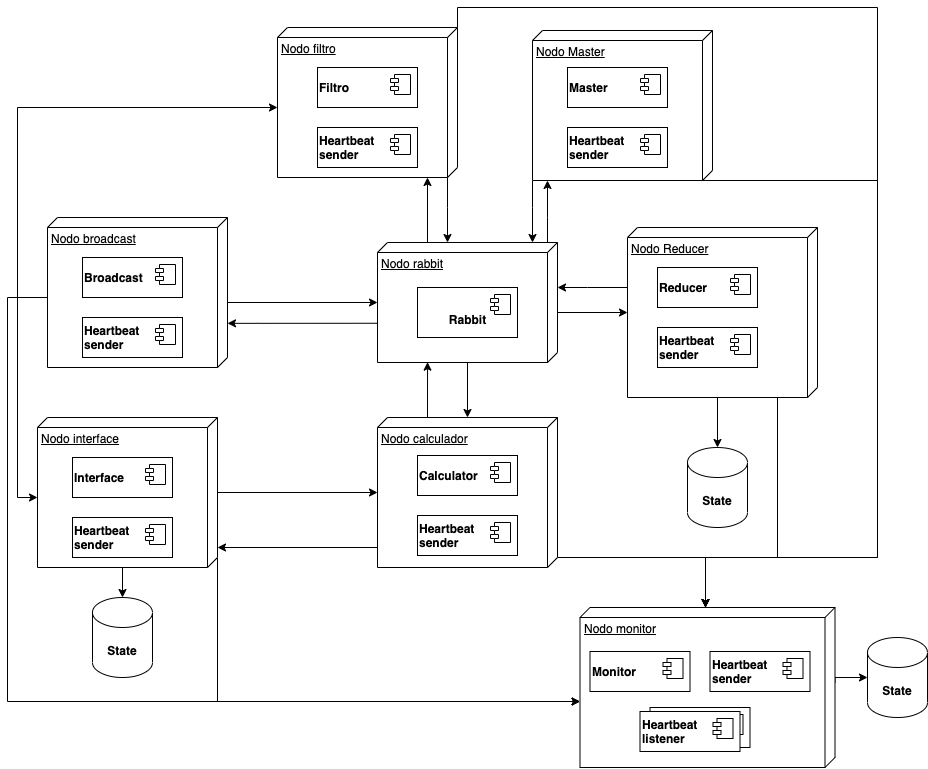 Nodo filtro
Filtro
Heartbeat
sender
Nodo Master
Master
Heartbeat
sender
Nodo broadcast
Broadcast
Heartbeat
sender
Nodo rabbit
Rabbit
Nodo Reducer
Reducer
Heartbeat
sender
Nodo interface
Interface
Heartbeat
sender
Nodo calculador
Calculator
Heartbeat
sender
State
State
Nodo monitor
Monitor
Heartbeat
sender
Heartbeat
listener
State